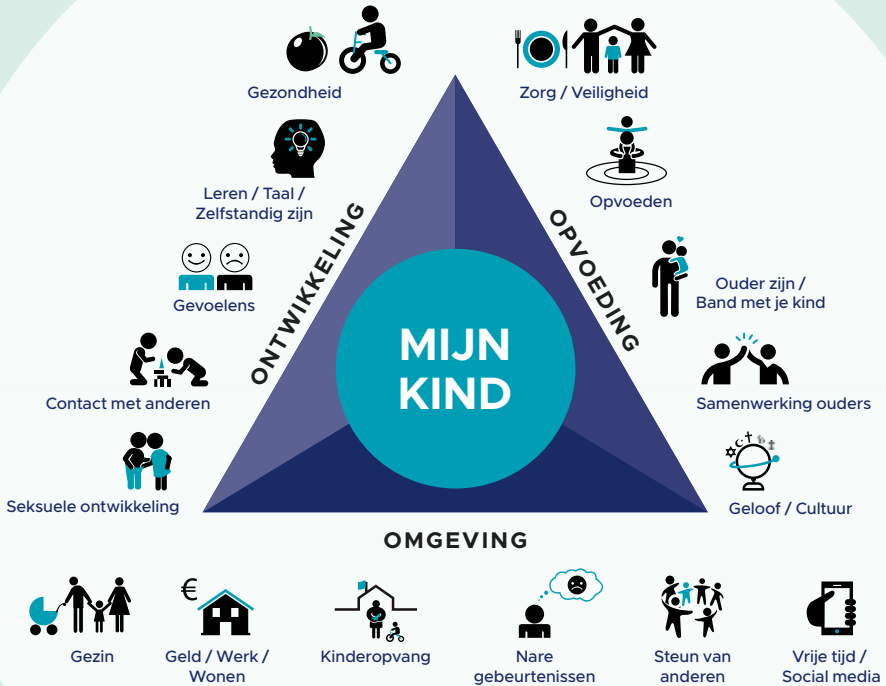 Gezondheid
Zorg / Veiligheid
Leren / Taal /
Zelfstandig zijn
Opvoeden
ONTWIKKELING
OPVOEDING
Gevoelens
Ouder zijn /
Band met je kind
MIJN
KIND
Contact met anderen
Samenwerking ouders
Seksuele ontwikkeling
Geloof / Cultuur
OMGEVING
€
Gezin
Geld / Werk /
Wonen
Kinderopvang
Nare
gebeurtenissen
Steun van
anderen
Vrije tijd /
Social media